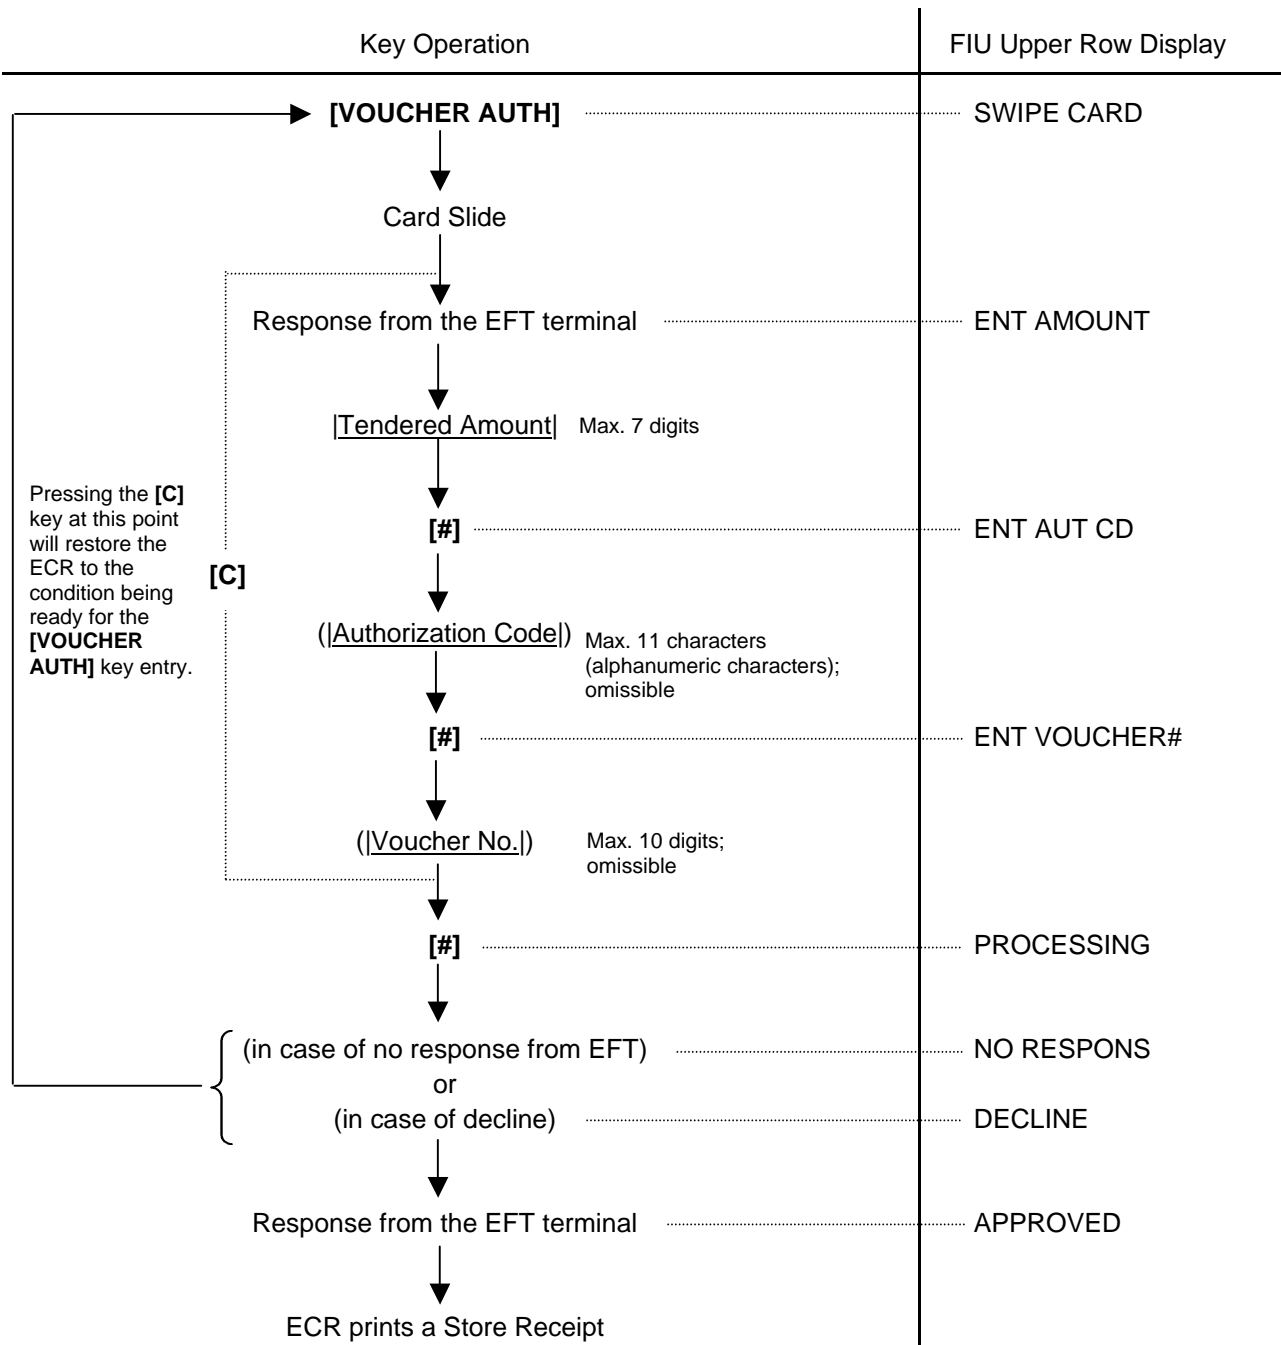 Key Operation
FIU Upper Row Display
[VOUCHER AUTH]
SWIPE CARD
Card Slide
Response from the EFT terminal
ENT AMOUNT
|Tendered Amount|
Max. 7 digits
Pressing the [C]
key at this point
will restore the
ECR to the
condition being
ready for the
[VOUCHER
AUTH] key entry.
[C]
[#]
ENT AUT CD
(|Authorization Code|)
Max. 11 characters
(alphanumeric characters);
omissible
[#]
ENT VOUCHER#
(|Voucher No.|)
Max. 10 digits;
omissible
[#]
PROCESSING
(in case of no response from EFT)
NO RESPONS
or
(in case of decline)
DECLINE
Response from the EFT terminal
APPROVED
ECR prints a Store Receipt